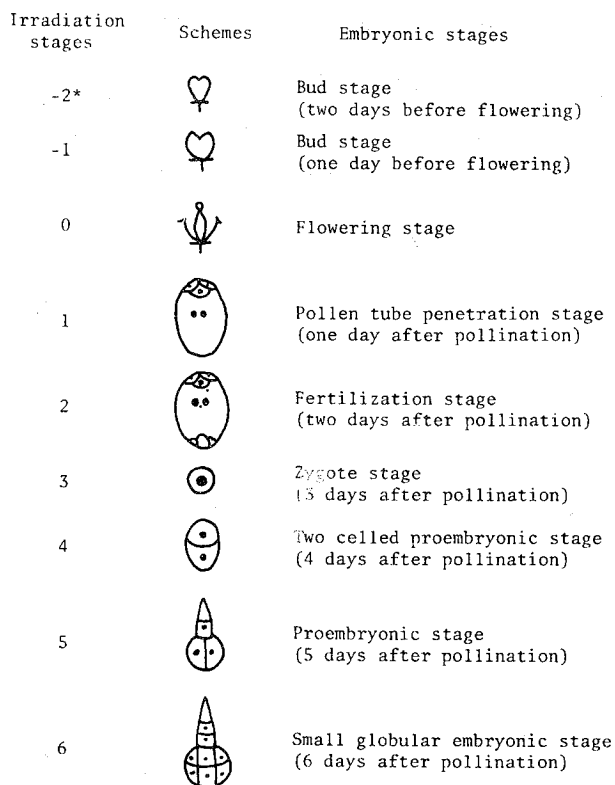 Irradiation stages Schemes Embryonic stages
-2* Bud stage
(two days before flowering)
-1 Bud stage
(one day before flowering)
0 Flowering stage
1 Pollen tube penetration stage
(one day after pollination)
2 Fertilization stage
(two days after pollination)
3 Zygote stage
(3 days after pollination)
4 Two celled proembryonic stage
(4 days after pollination)
5 Proembryonic stage
(5 days after pollination)
6 Small globular embryonic stage
(6 days after pollination)